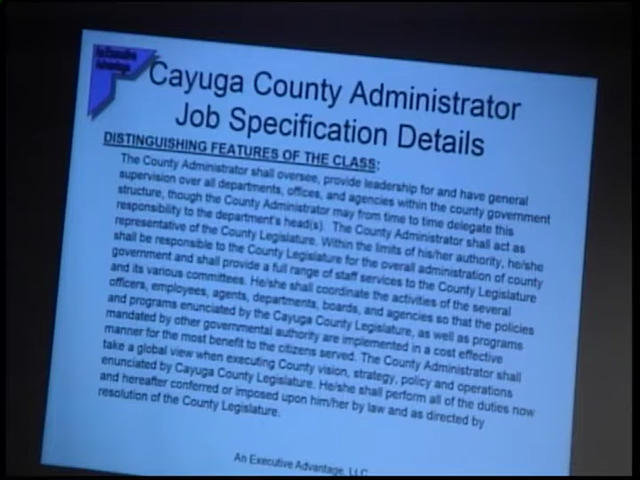 An Executive
Advantage
Cayuga County Administrator
Job Specification Details
DISTINGUISHING FEATURES OF THE CLASS:
The County Administrator shall oversee, provide leadership for and have general
supervision over all departments, offices, and agencies within the county government
structure, though the County Administrator may from time to time delegate this
responsibility to the department's head(s). The County Administrator shall act as
representative of the County Legislature. Within the limits of his/her authority, he/she
shall be responsible to the County Legislature for the overall administration of county
government and shall provide a full range of staff services to the County Legislature
and its various committees. He/she shall coordinate the activities of the several
officers, employees, agents, departments, boards, and agencies so that the policies
and programs enunciated by the Cayuga County Legislature, as well as programs
mandated by other governmental authority are implemented in a cost effective
manner for the most benefit to the citizens served. The County Administrator shall
take a global view when executing County vision, strategy, policy and operations
enunciated by Cayuga County Legislature. He/she shall perform all of the duties now
and hereafter conferred or imposed upon him/her by law and as directed by
resolution of the County Legislature.
An Executive Advantage, LLC